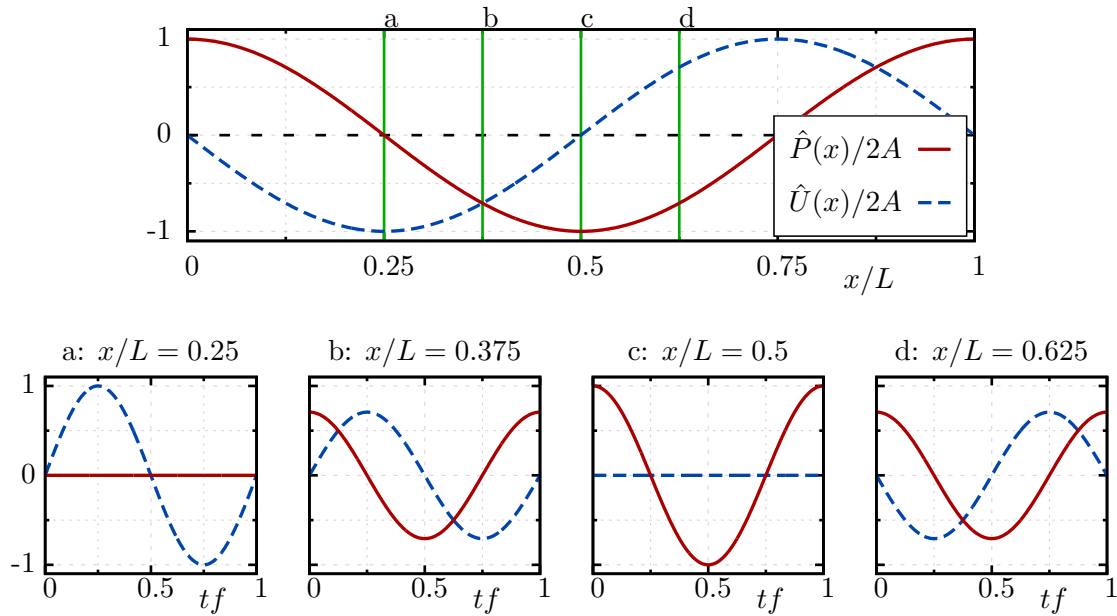 a b c d
1
0
-1
0 0.25 0.5 0.75 1
x/L
P̂(x)/2A
Û(x)/2A
a: x/L = 0.25 b: x/L = 0.375 c: x/L = 0.5 d: x/L = 0.625
1
0
-1
0 0.5 1 0 0.5 1 0 0.5 1 0 0.5 1
tf tf tf tf